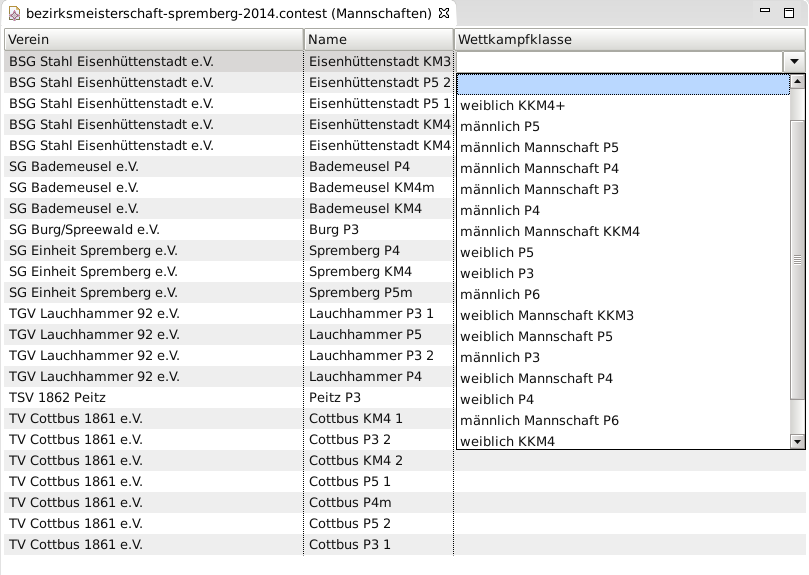 bezirksmeisterschaft-spremberg-2014.contest (Mannschaften)
Verein Name Wettkampfklasse
BSG Stahl Eisenhüttenstadt e.V. Eisenhüttenstadt KM3
BSG Stahl Eisenhüttenstadt e.V. Eisenhüttenstadt P5 2
BSG Stahl Eisenhüttenstadt e.V. Eisenhüttenstadt P5 1 weiblich KKM4+
BSG Stahl Eisenhüttenstadt e.V. Eisenhüttenstadt KM4 männlich P5
BSG Stahl Eisenhüttenstadt e.V. Eisenhüttenstadt KM4 männlich Mannschaft P5
SG Bademeusel e.V. Bademeusel P4 männlich Mannschaft P4
SG Bademeusel e.V. Bademeusel KM4m männlich Mannschaft P3
SG Bademeusel e.V. Bademeusel KM4 männlich P4
SG Burg/Spreewald e.V. Burg P3 männlich Mannschaft KKM4
SG Einheit Spremberg e.V. Spremberg P4 weiblich P5
SG Einheit Spremberg e.V. Spremberg KM4 weiblich P3
SG Einheit Spremberg e.V. Spremberg P5m männlich P6
TGV Lauchhammer 92 e.V. Lauchhammer P3 1 weiblich Mannschaft KKM3
TGV Lauchhammer 92 e.V. Lauchhammer P5 weiblich Mannschaft P5
TGV Lauchhammer 92 e.V. Lauchhammer P3 2 männlich P3
TGV Lauchhammer 92 e.V. Lauchhammer P4 weiblich Mannschaft P4
TSV 1862 Peitz Peitz P3 weiblich P4
TV Cottbus 1861 e.V. Cottbus KM4 1 männlich Mannschaft P6
TV Cottbus 1861 e.V. Cottbus P3 2 weiblich KKM4
TV Cottbus 1861 e.V. Cottbus KM4 2
TV Cottbus 1861 e.V. Cottbus P5 1
TV Cottbus 1861 e.V. Cottbus P4m
TV Cottbus 1861 e.V. Cottbus P5 2
TV Cottbus 1861 e.V. Cottbus P3 1